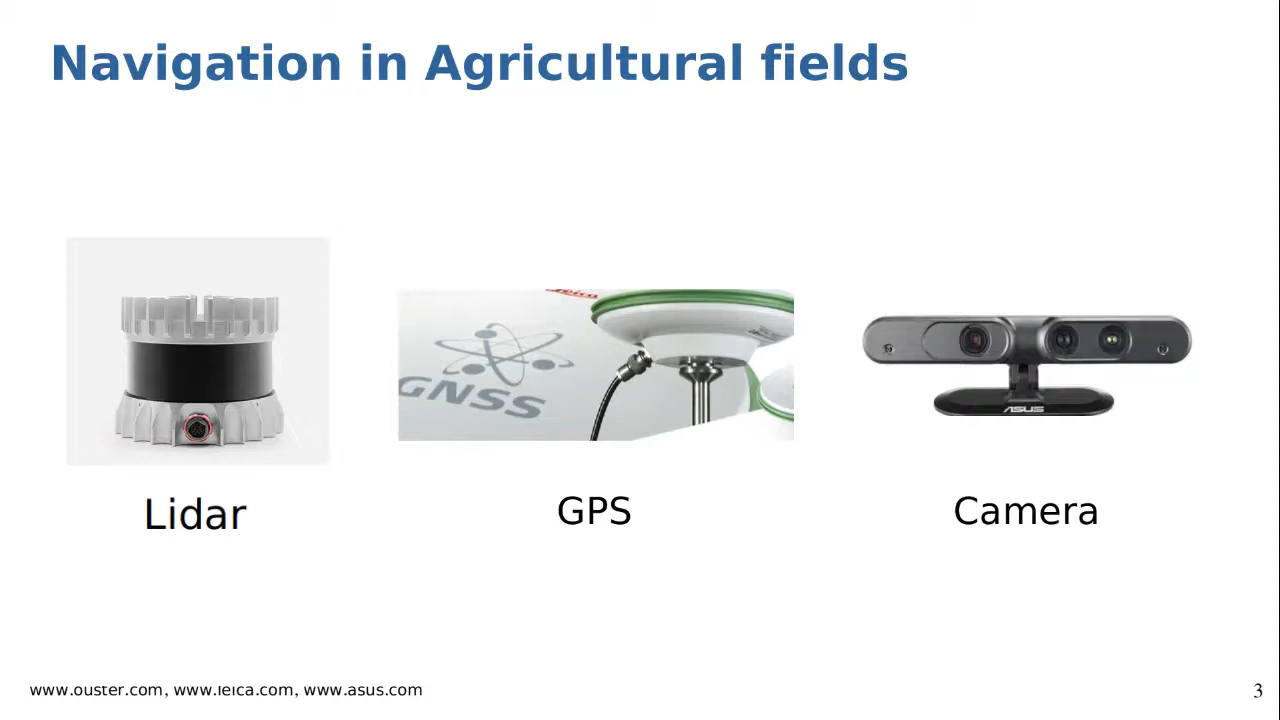 Navigation in Agricultural fields
Leica
GNSS
ASUS
Lidar
GPS
Camera
www.ouster.com, www.leica.com, www.asus.com
3